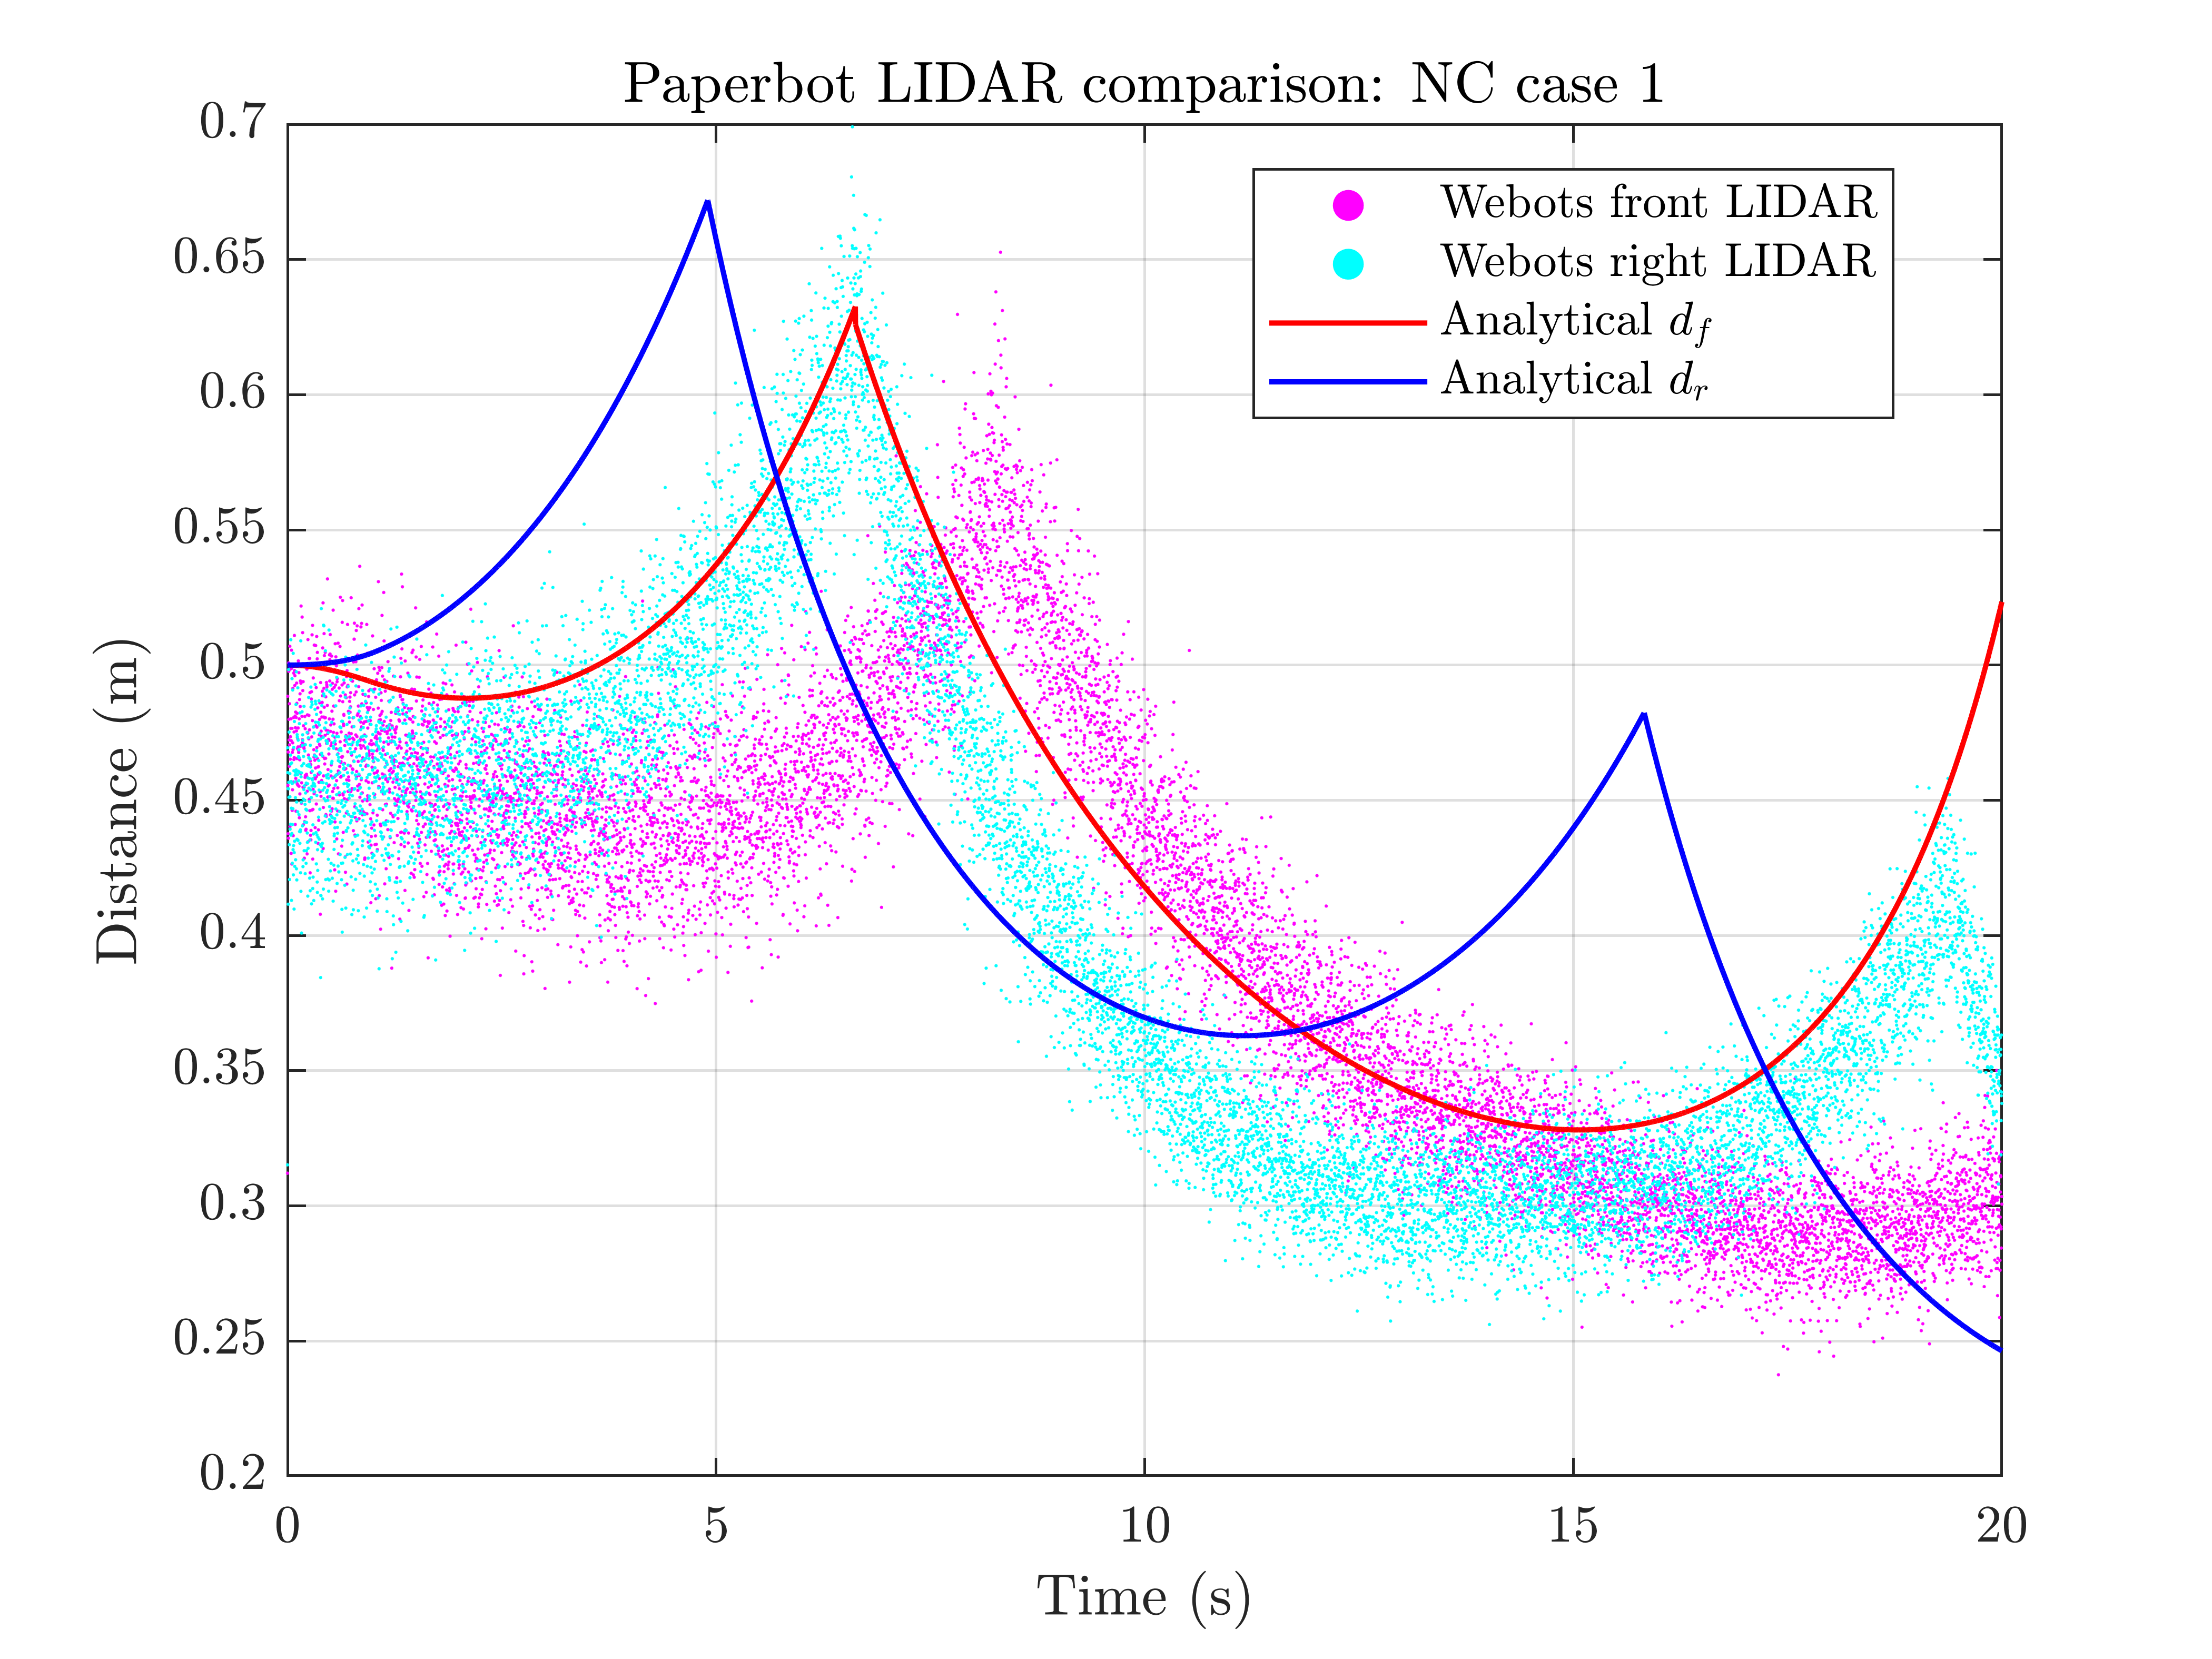 Paperbot LIDAR comparison: NC case 1
0.7
0.65
0.6
0.55
0.5
0.45
0.4
0.35
0.3
0.25
0.2
Distance (m)
Webots front LIDAR
Webots right LIDAR
Analytical d_f
Analytical d_r
0 5 10 15 20
Time (s)